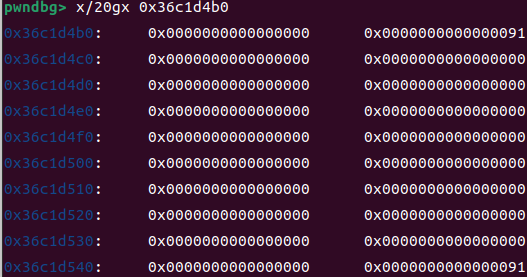 pwndbg> x/20gx 0x36c1d4b0
0x36c1d4b0: 0x0000000000000000 0x0000000000000091
0x36c1d4c0: 0x0000000000000000 0x0000000000000000
0x36c1d4d0: 0x0000000000000000 0x0000000000000000
0x36c1d4e0: 0x0000000000000000 0x0000000000000000
0x36c1d4f0: 0x0000000000000000 0x0000000000000000
0x36c1d500: 0x0000000000000000 0x0000000000000000
0x36c1d510: 0x0000000000000000 0x0000000000000000
0x36c1d520: 0x0000000000000000 0x0000000000000000
0x36c1d530: 0x0000000000000000 0x0000000000000000
0x36c1d540: 0x0000000000000000 0x0000000000000091